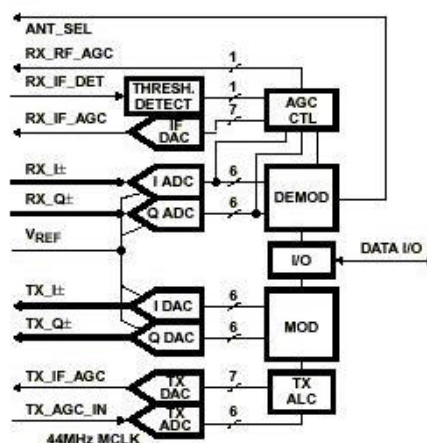 ANT_SEL
RX_RF_AGC
1
RX_IF_DET
THRESH.
DETECT
1
AGC
CTL
RX_IF_AGC
IF
DAC
7
RX_I±
I ADC
6
RX_Q±
Q ADC
6
DEMOD
VREF
I/O
DATA I/O
TX_I±
I DAC
6
MOD
TX_Q±
Q DAC
6
TX_IF_AGC
TX
DAC
7
TX
ALC
TX_AGC_IN
TX
ADC
6
44MHz MCLK